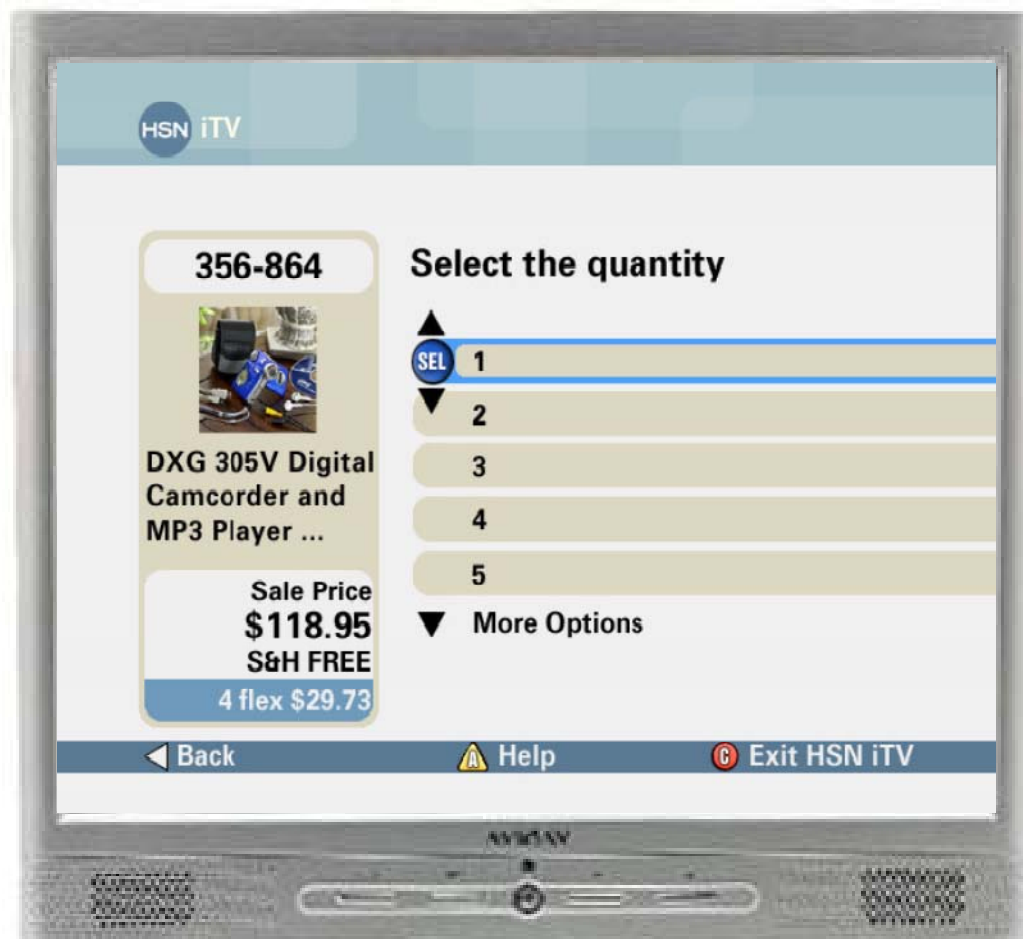 HSN iTV
356-864
DXG 305V Digital
Camcorder and
MP3 Player ...
Sale Price
$118.95
S&H FREE
4 flex $29.73
Select the quantity
SEL 1
2
3
4
5
More Options
Back
A Help
C Exit HSN iTV